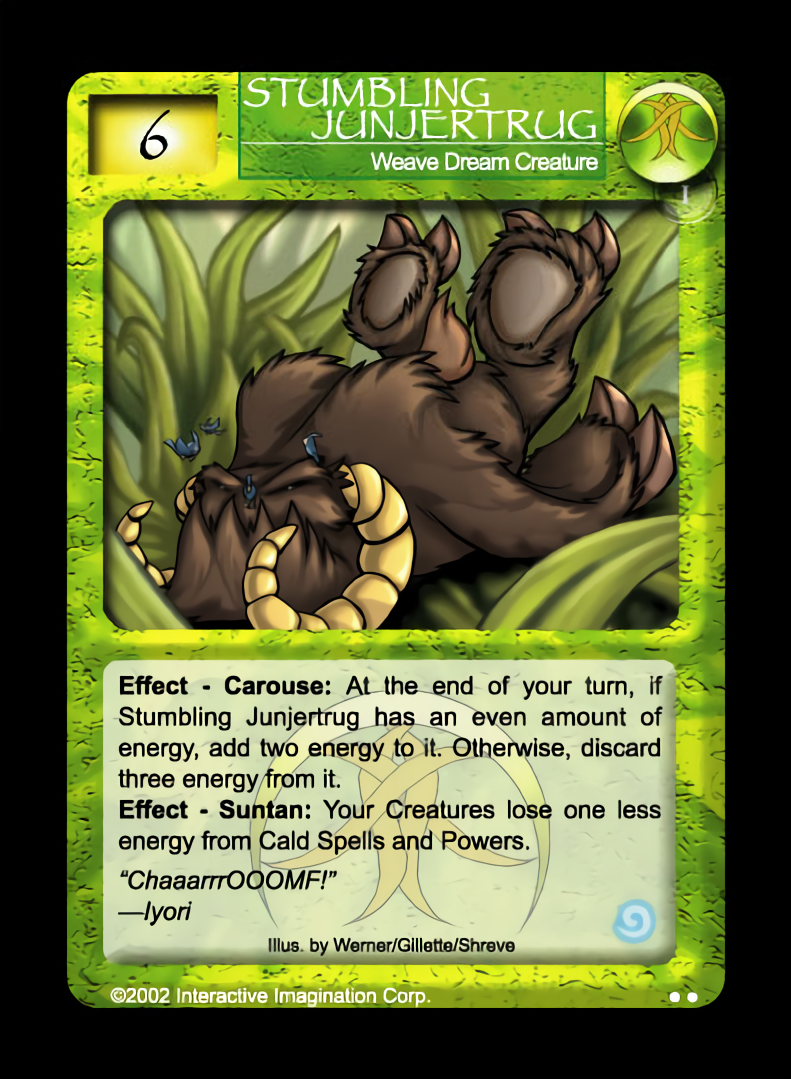 6
STUMBLING
JUNJERTRUG
Weave Dream Creature
I
Effect - Carouse: At the end of your turn, if
Stumbling Junjertrug has an even amount of
energy, add two energy to it. Otherwise, discard
three energy from it.
Effect - Suntan: Your Creatures lose one less
energy from Cald Spells and Powers.
“ChaaarrrOOOMF!”
—Iyori
Illus. by Werner/Gillette/Shreve
©2002 Interactive Imagination Corp.